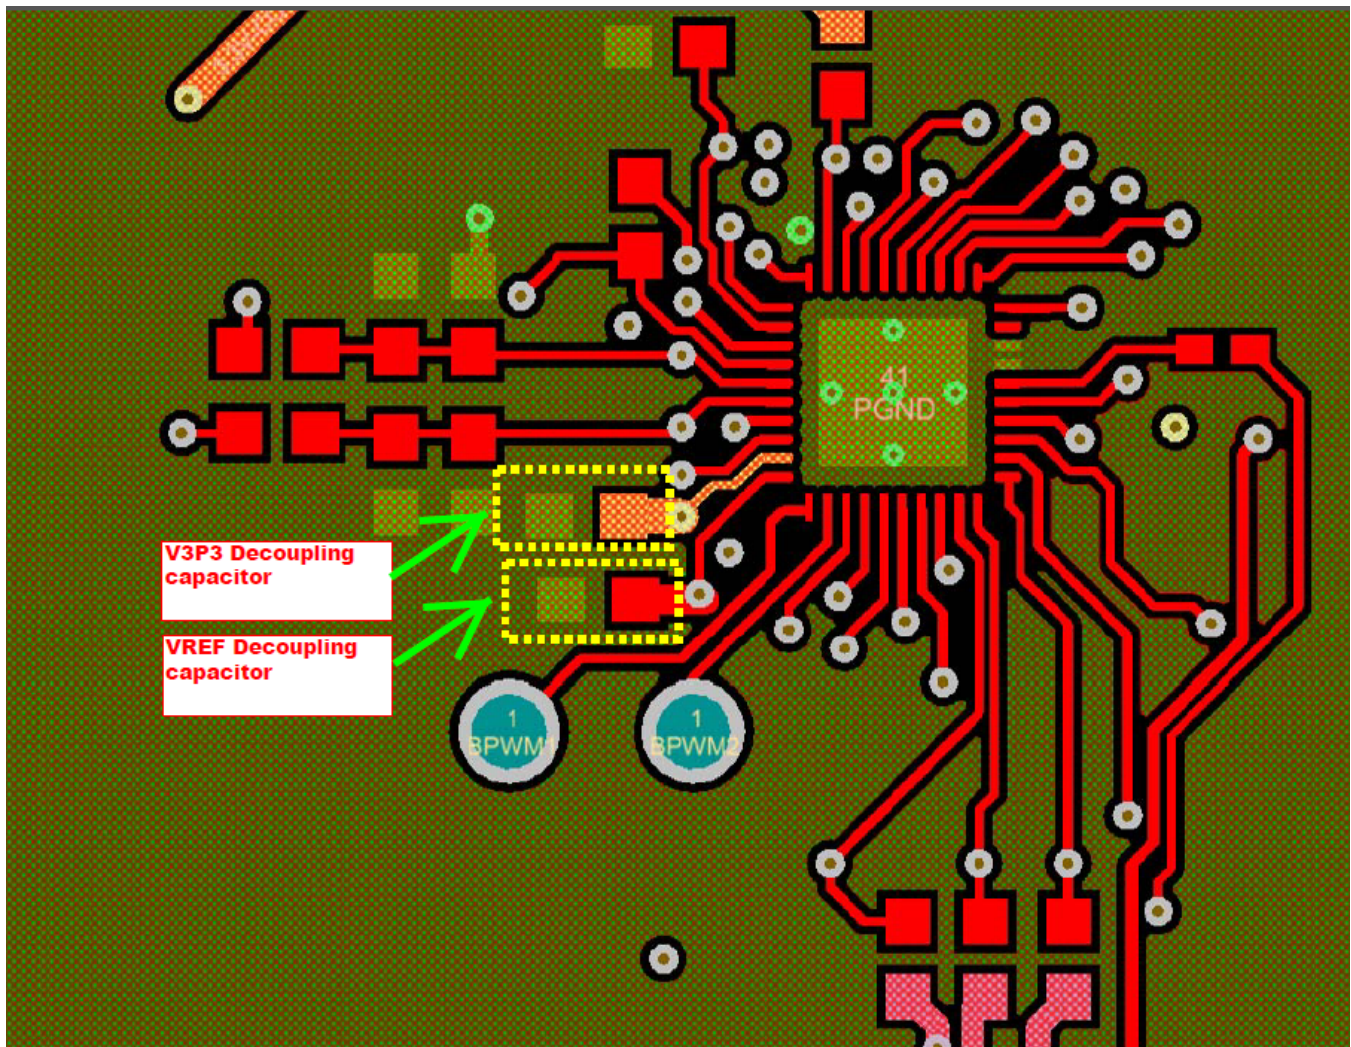 41
PGND
V3P3 Decoupling
capacitor
VREF Decoupling
capacitor
1
BPWM1
1
BPWM2